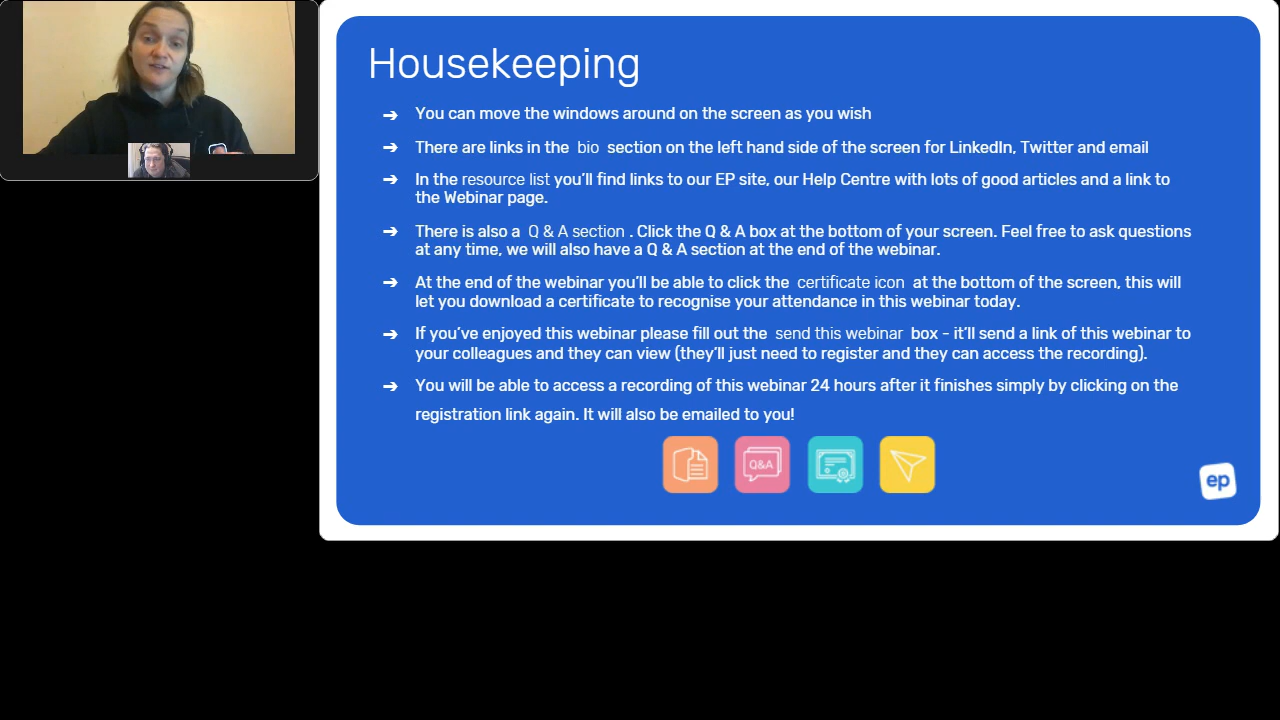 Housekeeping
➔ You can move the windows around on the screen as you wish
➔ There are links in the bio section on the left hand side of the screen for LinkedIn, Twitter and email
➔ In the resource list you'll find links to our EP site, our Help Centre with lots of good articles and a link to
the Webinar page.
➔ There is also a Q & A section . Click the Q & A box at the bottom of your screen. Feel free to ask questions
at any time, we will also have a Q & A section at the end of the webinar.
➔ At the end of the webinar you'll be able to click the certificate icon at the bottom of the screen, this will
let you download a certificate to recognise your attendance in this webinar today.
➔ If you've enjoyed this webinar please fill out the send this webinar box - it'll send a link of this webinar to
your colleagues and they can view (they'll just need to register and they can access the recording).
➔ You will be able to access a recording of this webinar 24 hours after it finishes simply by clicking on the
registration link again. It will also be emailed to you!
Q&A
ep